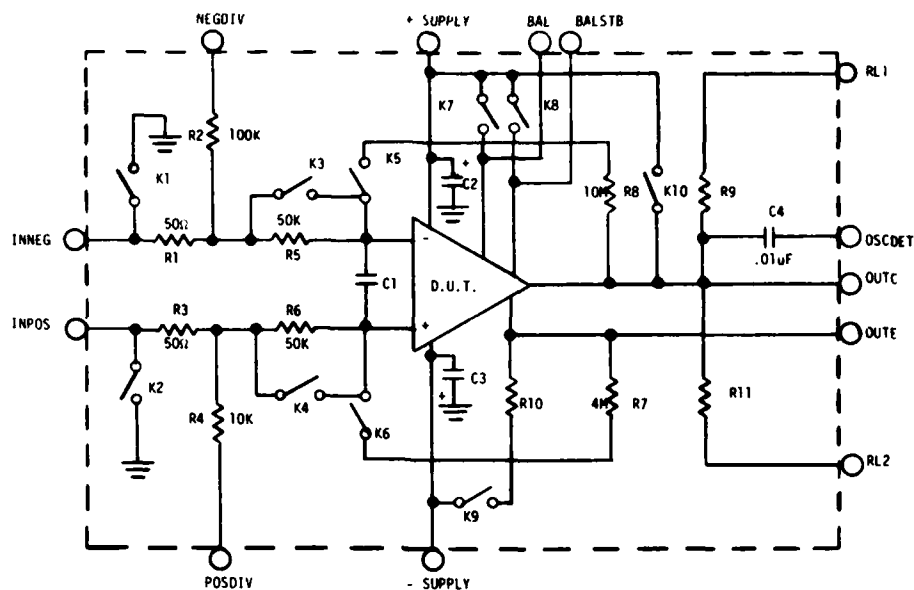 NEGDIV
+ SUPPLY
BAL
BALSTB
RL1
K7
K8
R2
100K
K1
K3
K5
C2
10M
R8
K10
R9
C4
.01uF
OSCDET
INNEG
50Ω
R1
50K
R5
-
D.U.T.
C1
OUTC
INPOS
R3
50Ω
R6
50K
+
OUTE
K2
R4
10K
K4
K6
C3
R10
4M
R7
R11
RL2
K9
POSDIV
- SUPPLY